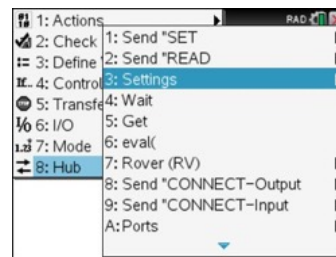 1: Actions
RAD
2: Check
3: Define
4: Control
5: Transfe
6: I/O
7: Mode
8: Hub
1: Send "SET
2: Send "READ
3: Settings
4: Wait
5: Get
6: eval(
7: Rover (RV)
8: Send "CONNECT-Output
9: Send "CONNECT-Input
A: Ports